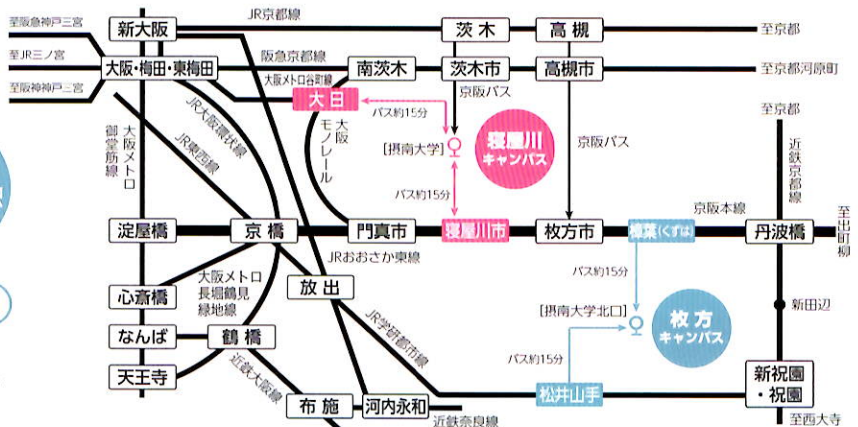 JR京都線
至阪急神戸三宮
新大阪
茨木
高槻
至京都
至JR三ノ宮
阪急京都線
大阪・梅田・東梅田
南茨木
茨木市
高槻市
至京都河原町
大阪メトロ谷町線
至阪神神戸三宮
大日
京阪バス
バス約15分
至京都
JR大阪環状線
大阪
モノレール
[摂南大学]
寝屋川
キャンパス
京阪バス
大阪メトロ
御堂筋線
JR東西線
近鉄京都線
バス約15分
京阪本線
淀屋橋
京橋
門真市
寝屋川市
枚方市
樟葉(くずは)
丹波橋
至出町柳
JRおおさか東線
バス約15分
大阪メトロ
長堀鶴見
緑地線
心斎橋
放出
[摂南大学北口]
枚方
キャンパス
新田辺
なんば
鶴橋
JR学研都市線
バス約15分
天王寺
近鉄大阪線
新祝園
・祝園
松井山手
布施
河内永和
近鉄奈良線
至西大寺